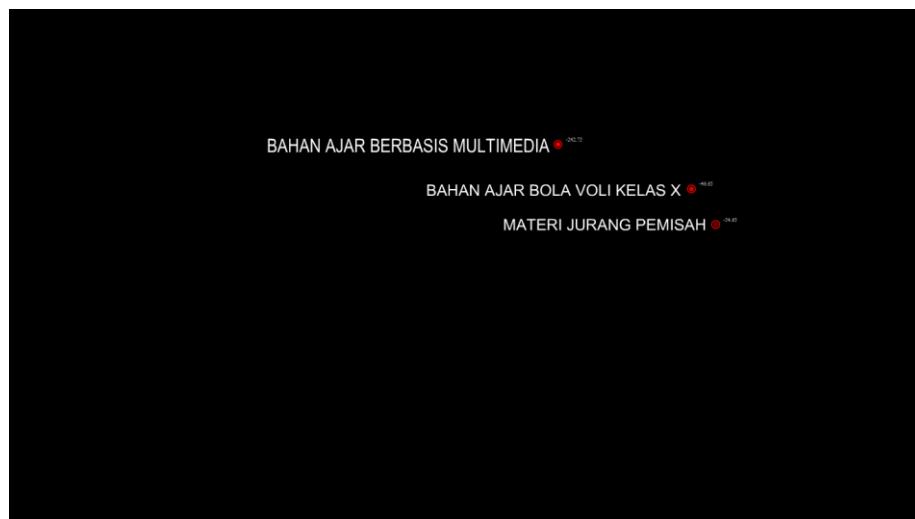 BAHAN AJAR BERBASIS MULTIMEDIA
BAHAN AJAR BOLA VOLI KELAS X
MATERI JURANG PEMISAH